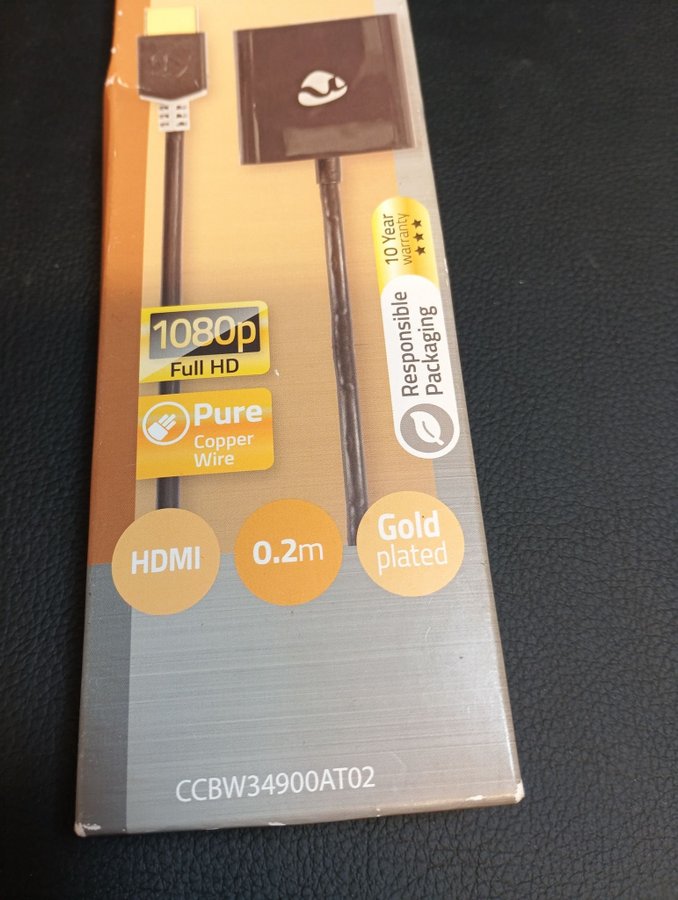 10 Year
warranty
Responsible
Packaging
1080p
Full HD
Pure
Copper
Wire
HDMI
0.2m
Gold
plated
CCBW34900AT02